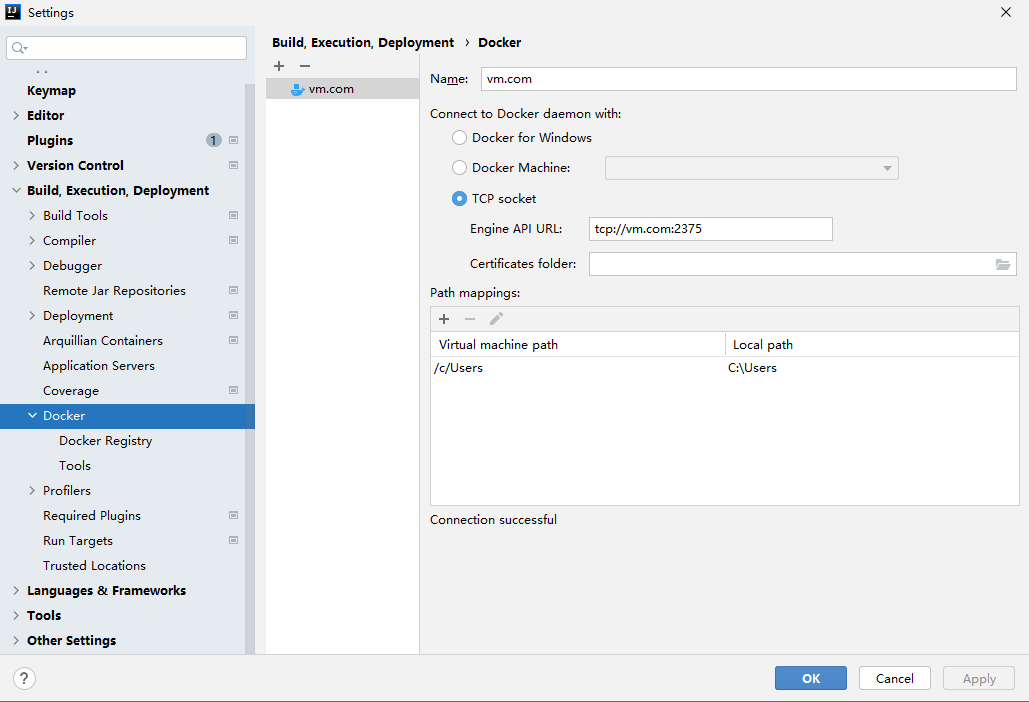 Settings
Keymap
Editor
Plugins 1
Version Control
Build, Execution, Deployment
Build Tools
Compiler
Debugger
Remote Jar Repositories
Deployment
Arquillian Containers
Application Servers
Coverage
Docker
Docker Registry
Tools
Profilers
Required Plugins
Run Targets
Trusted Locations
Languages & Frameworks
Tools
Other Settings
Build, Execution, Deployment › Docker
vm.com
Name: vm.com
Connect to Docker daemon with:
Docker for Windows
Docker Machine:
TCP socket
Engine API URL: tcp://vm.com:2375
Certificates folder:
Path mappings:
Virtual machine path Local path
/c/Users C:\Users
Connection successful
? OK Cancel Apply